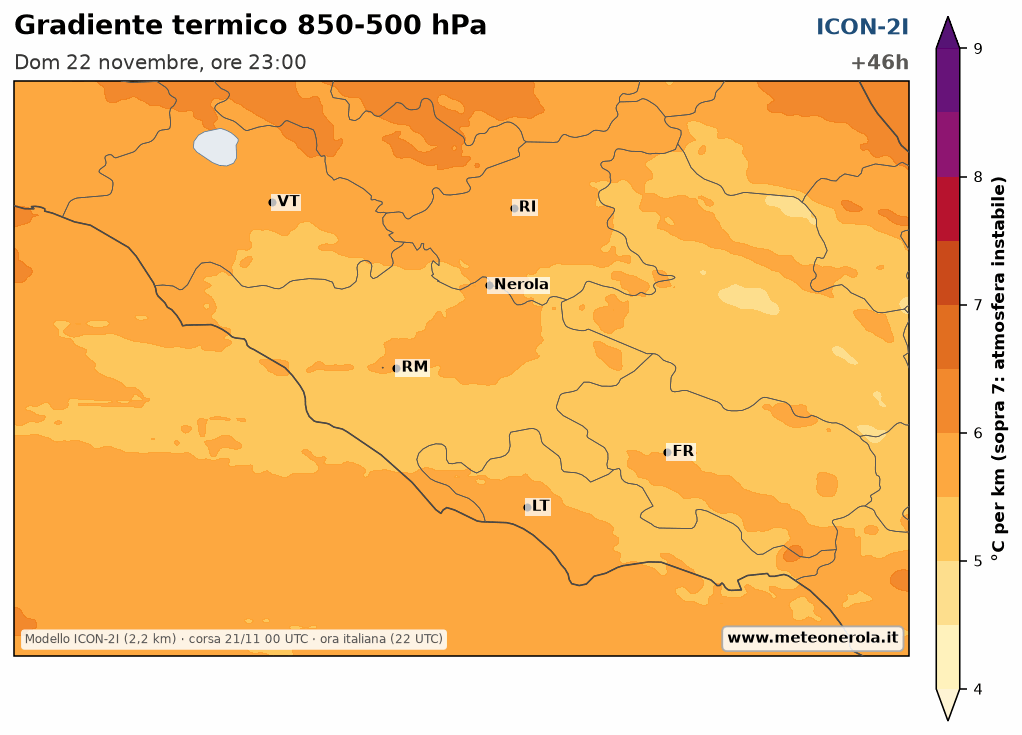 Gradiente termico 850-500 hPa
ICON-2I
Dom 22 novembre, ore 23:00
+46h
VT
RI
Nerola
RM
FR
LT
Modello ICON-2I (2,2 km) · corsa 21/11 00 UTC · ora italiana (22 UTC)
www.meteonerola.it
9
8
7
6
5
4
°C per km (sopra 7: atmosfera instabile)